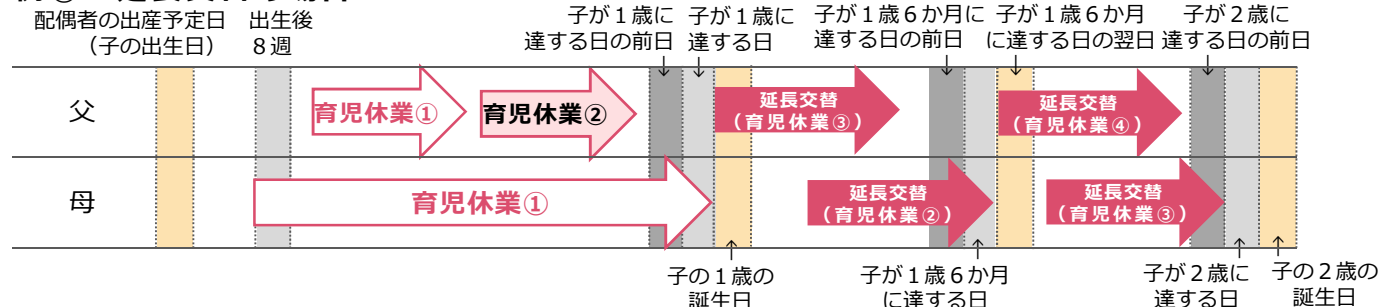 配偶者の出産予定日
（子の出生日）
出生後
８週
子が１歳に
達する日の前日
子が１歳に
達する日
子が１歳６か月に
達する日の前日
子が１歳６か月
に達する日の翌日
子が２歳に
達する日の前日
↓
↓
↓
↓
↓
父
育児休業①
育児休業②
延長交替
（育児休業③）
延長交替
（育児休業④）
母
育児休業①
延長交替
（育児休業②）
延長交替
（育児休業③）
↑
↑
↑
↑
子の１歳の
誕生日
子が１歳６か月
に達する日
子が２歳に
達する日
子の２歳の
誕生日